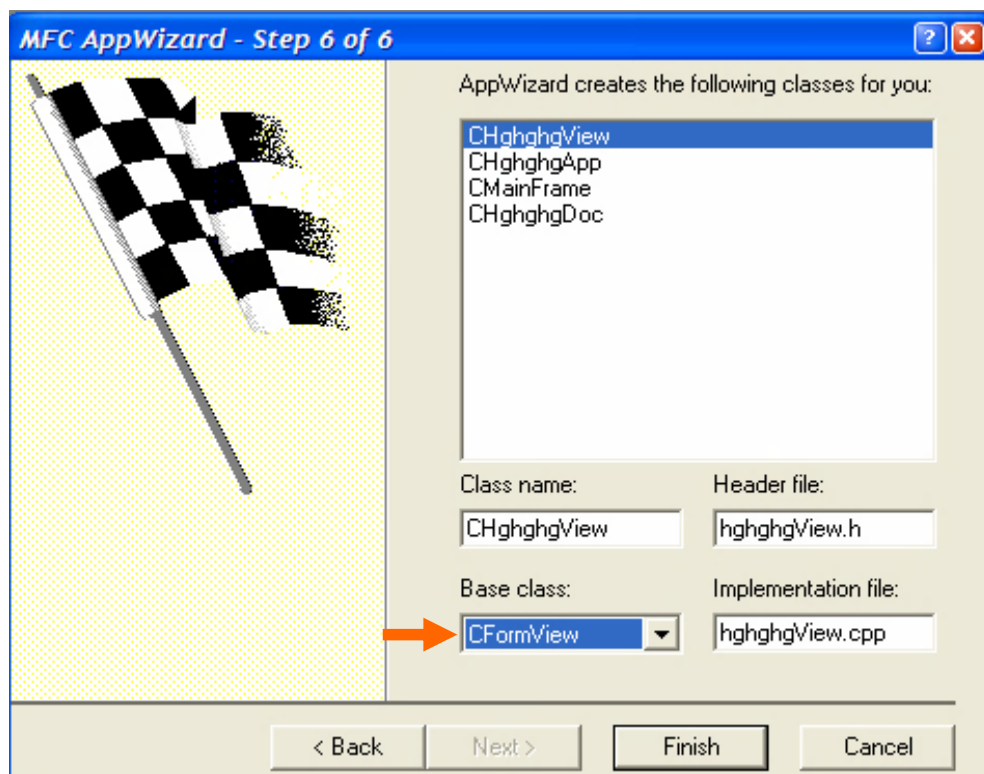 MFC AppWizard - Step 6 of 6
AppWizard creates the following classes for you:
CHghghgView
CHghghgApp
CMainFrame
CHghghgDoc
Class name:
Header file:
CHghghgView
hghghgView.h
Base class:
Implementation file:
CFormView
hghghgView.cpp
< Back
Next >
Finish
Cancel